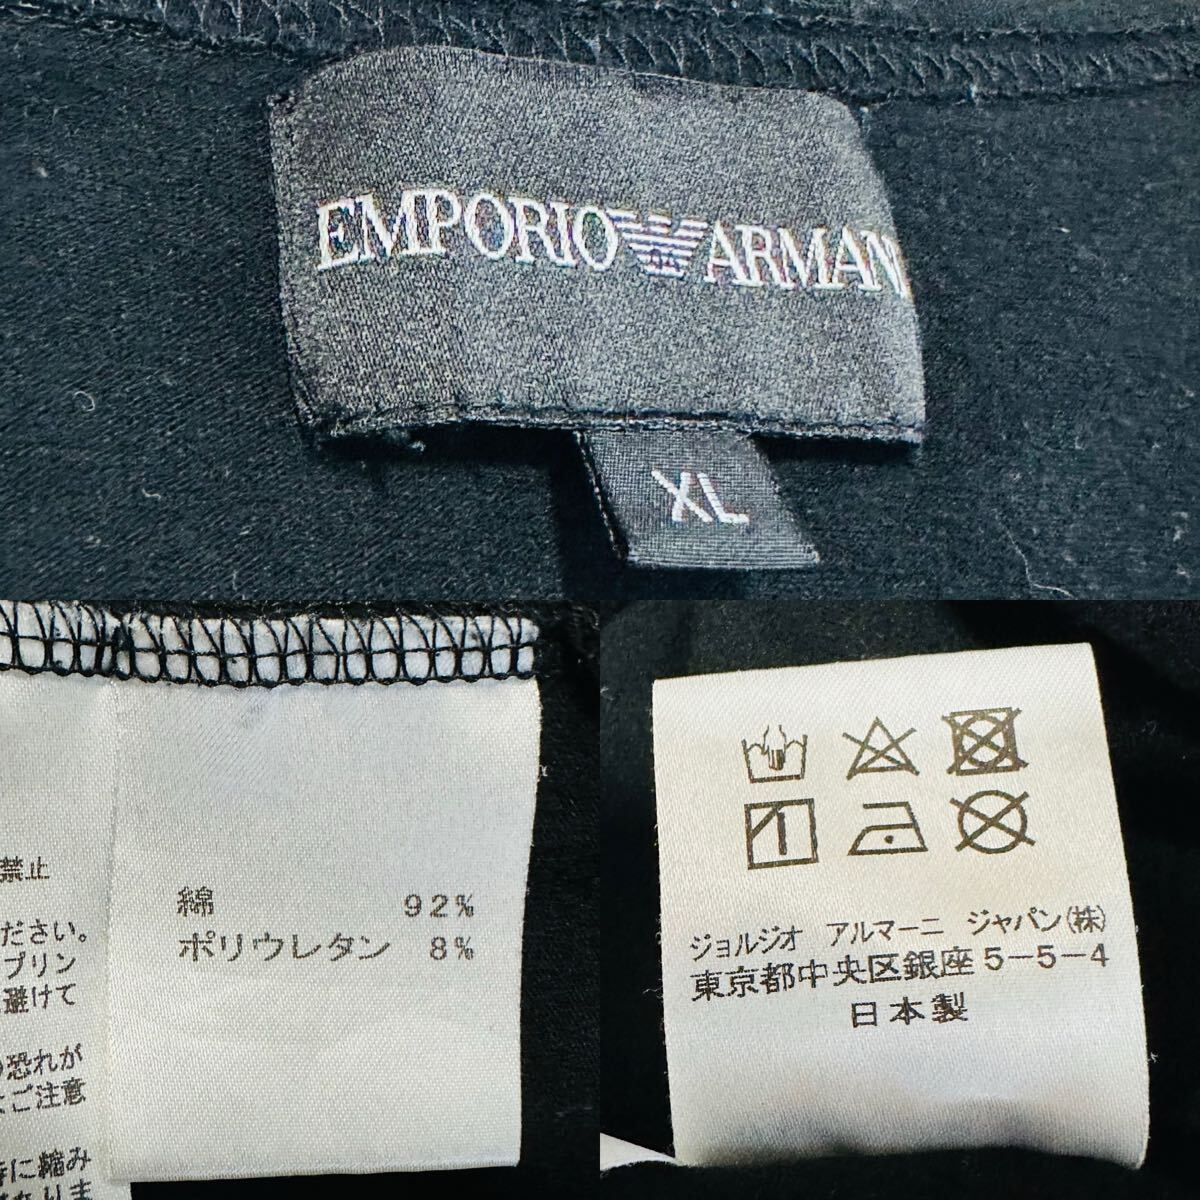 EMPORIO ARMANI
XL
禁止
ださい。
プリン
避けて
恐れが
ご注意
に縮み
なりま
綿 92%
ポリウレタン 8%
ジョルジオ アルマーニ ジャパン(株)
東京都中央区銀座5-5-4
日本製